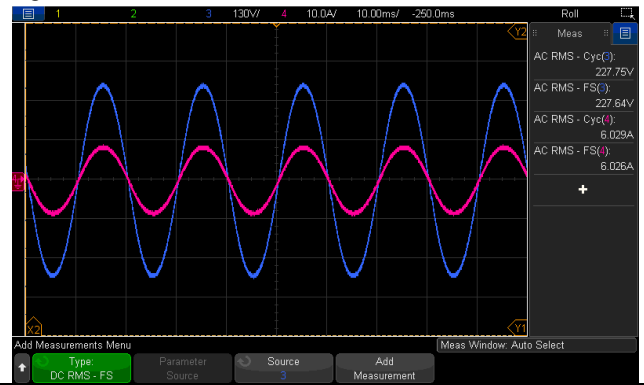 1 2 3 130V/ 4 10.0A/ 10.00ms/ -250.0ms Roll
Y2
Meas
AC RMS - Cyc(3):
227.75V
AC RMS - FS(3):
227.64V
AC RMS - Cyc(4):
6.029A
AC RMS - FS(4):
6.026A
+
X2
Y1
Add Measurements Menu
Meas Window: Auto Select
Type:
DC RMS - FS
Parameter
Source
Source
3
Add
Measurement